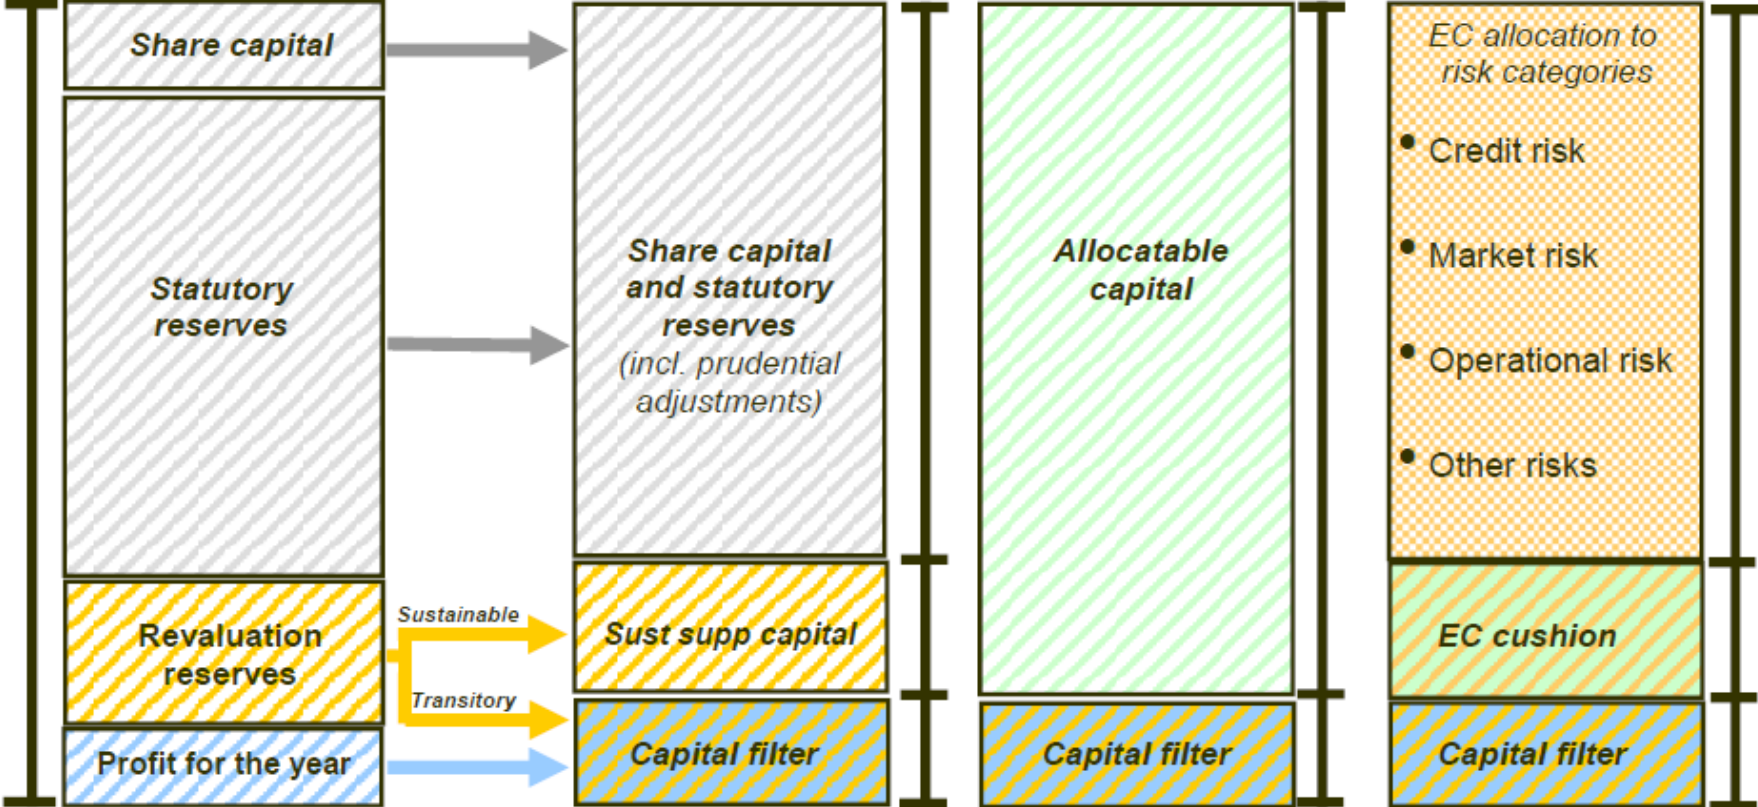 Share capital
Statutory
reserves
Revaluation
reserves
Profit for the year
Sustainable
Transitory
Share capital
and statutory
reserves
(incl. prudential
adjustments)
Sust supp capital
Capital filter
Allocatable
capital
Capital filter
EC allocation to
risk categories
• Credit risk
• Market risk
• Operational risk
• Other risks
EC cushion
Capital filter